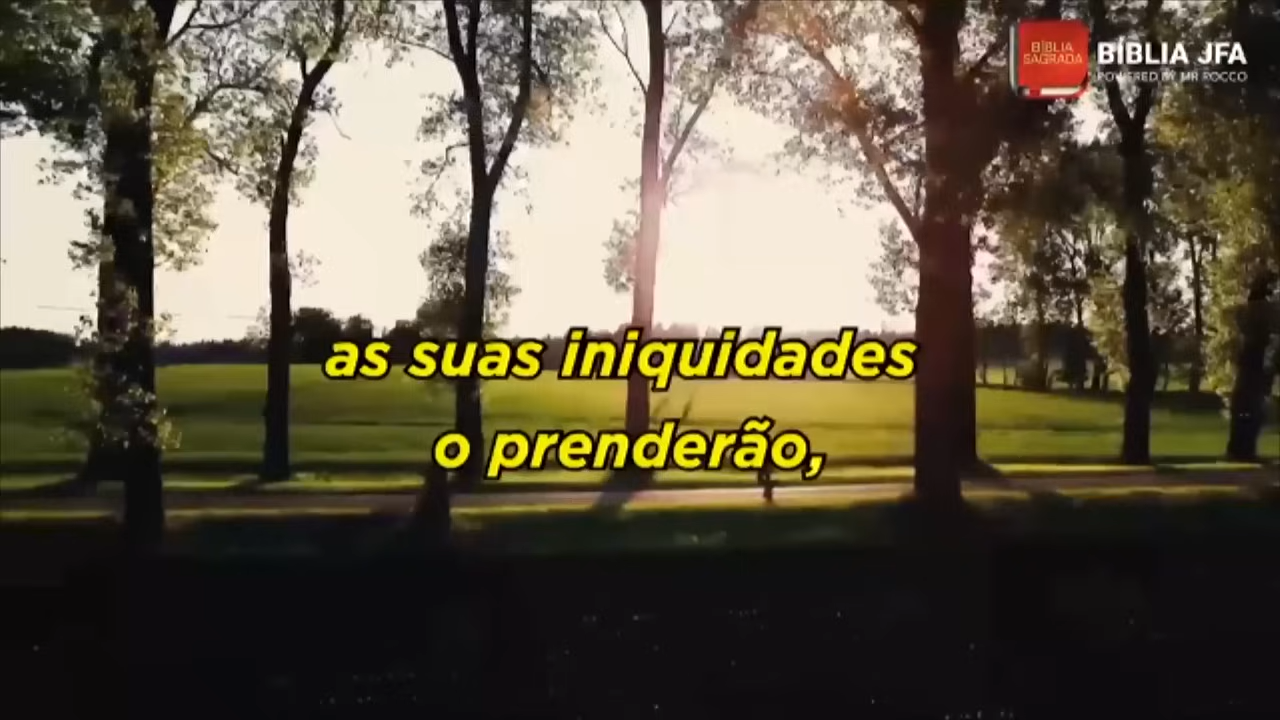 BÍBLIA
SAGRADA
BÍBLIA JFA
POWERED BY MR ROCCO
as suas iniquidades
o prenderão,